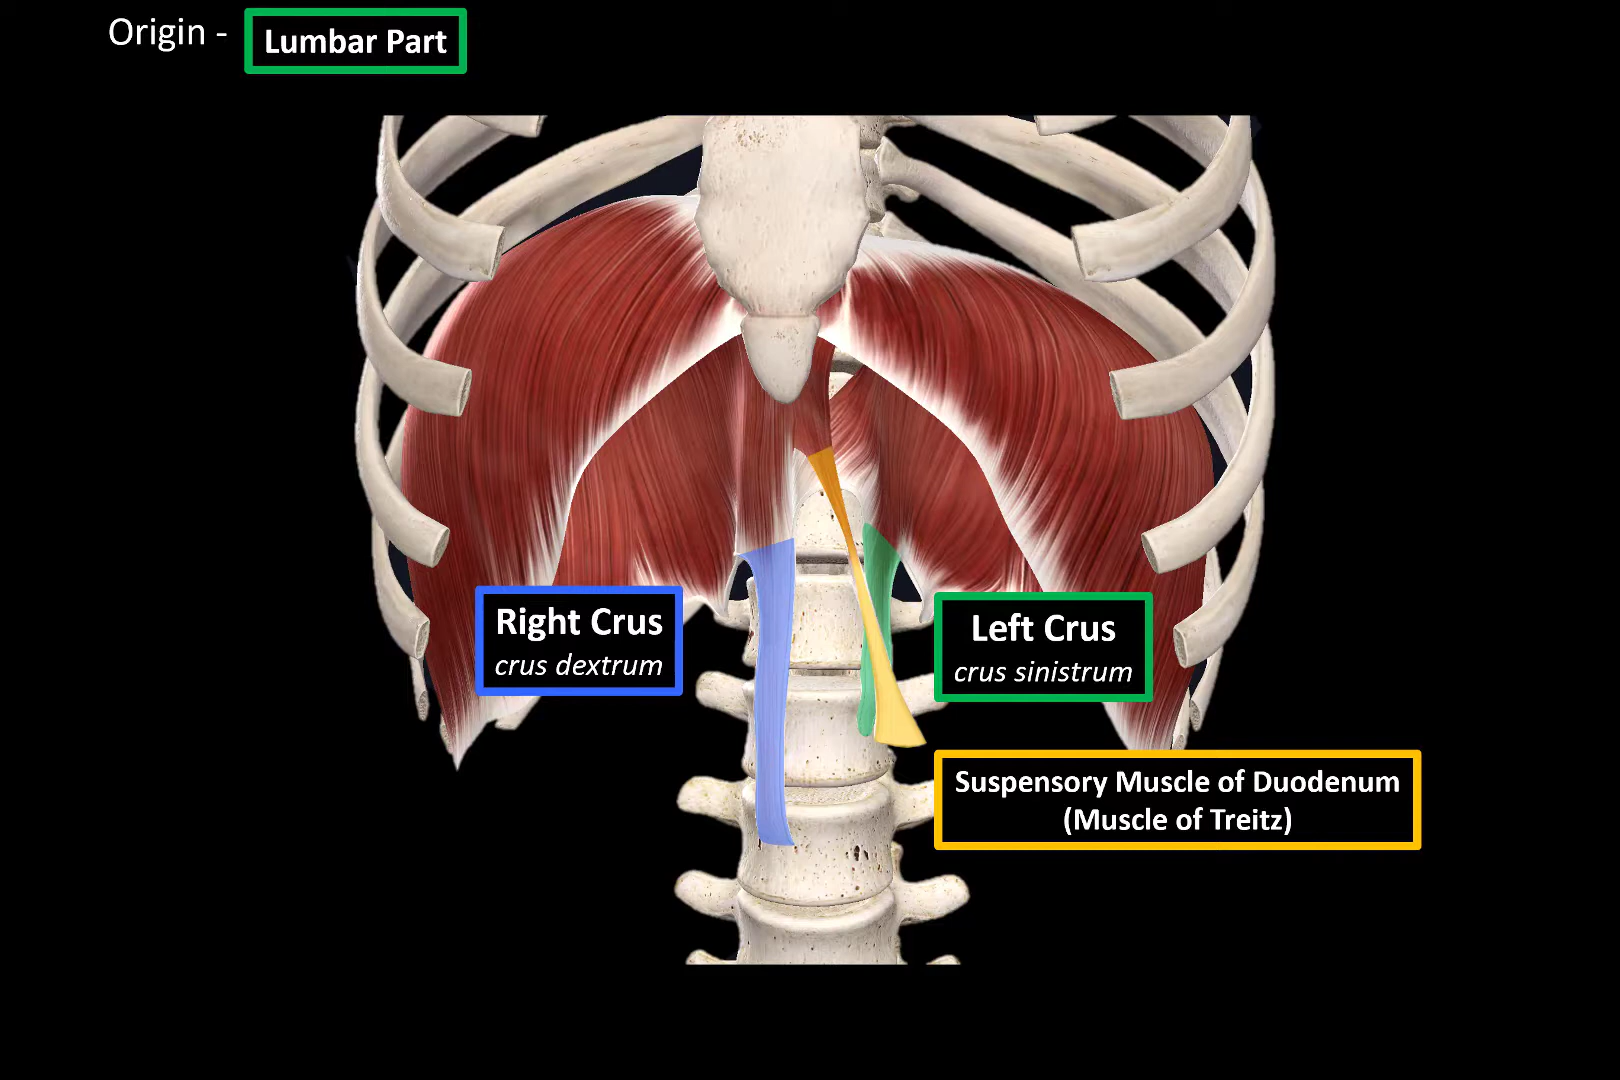 Origin - Lumbar Part
Right Crus
crus dextrum
Left Crus
crus sinistrum
Suspensory Muscle of Duodenum
(Muscle of Treitz)